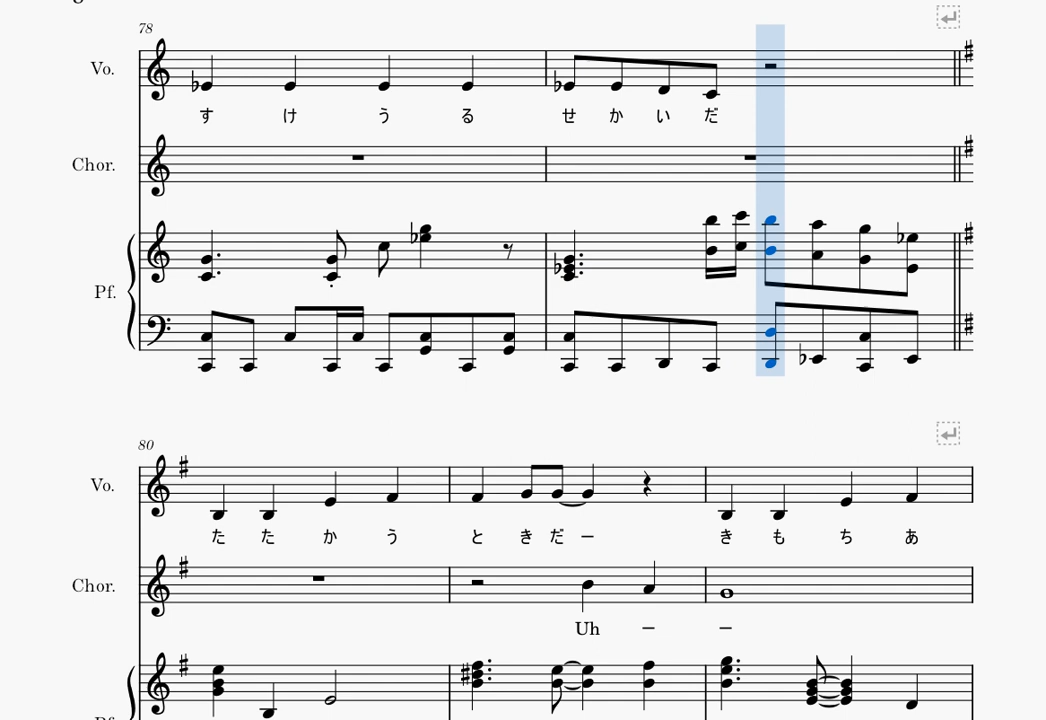 78
Vo.
す け う る せ か い だ
Chor.
Pf.
80
Vo.
た た か う と き だ ー き も ち あ
Chor.
Uh ー ー